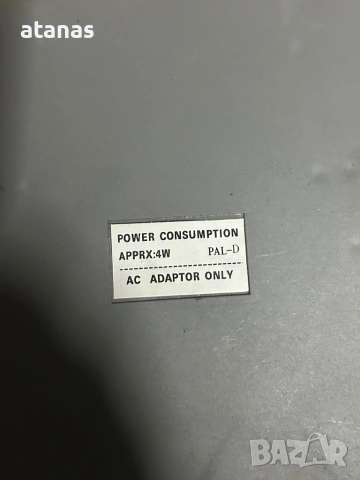 atanas
POWER CONSUMPTION
APPRX:4W PAL-D
AC ADAPTOR ONLY
BAZAR